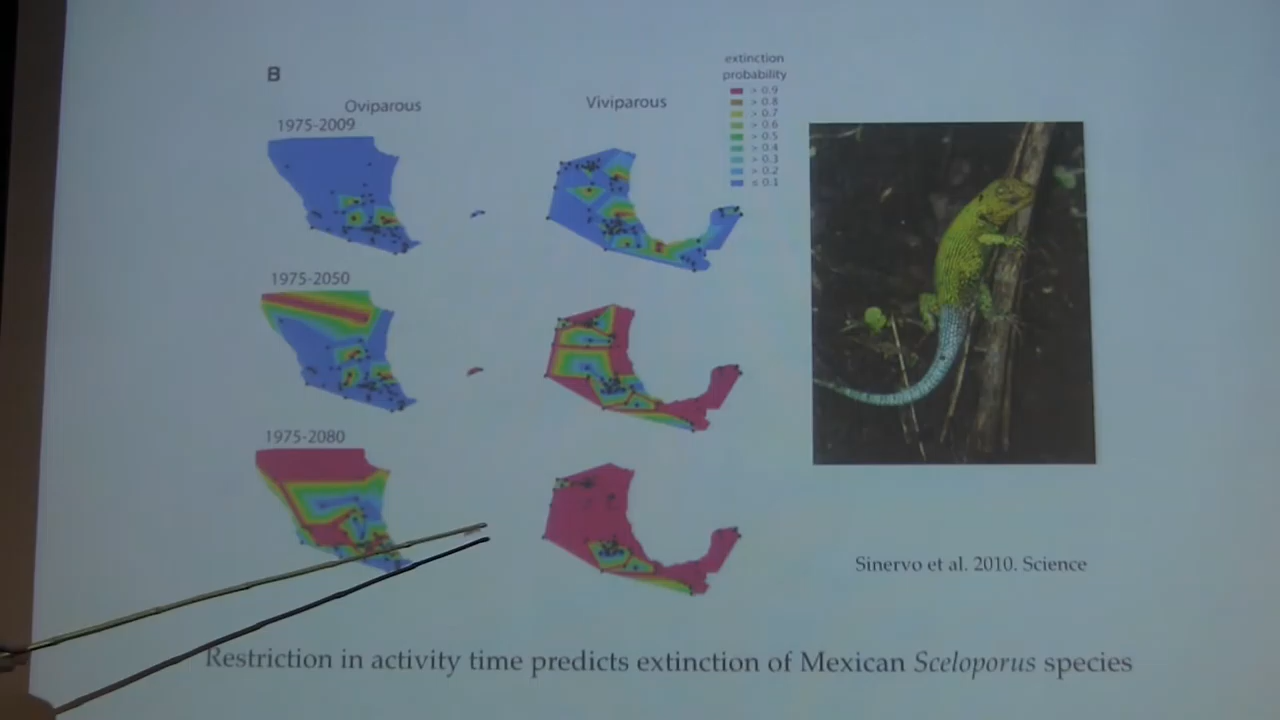 B
Oviparous
Viviparous
extinction
probability
> 0.9
> 0.8
> 0.7
> 0.6
> 0.5
> 0.4
> 0.3
> 0.2
≤ 0.1
1975-2009
1975-2050
1975-2080
Sinervo et al. 2010. Science
Restriction in activity time predicts extinction of Mexican Sceloporus species